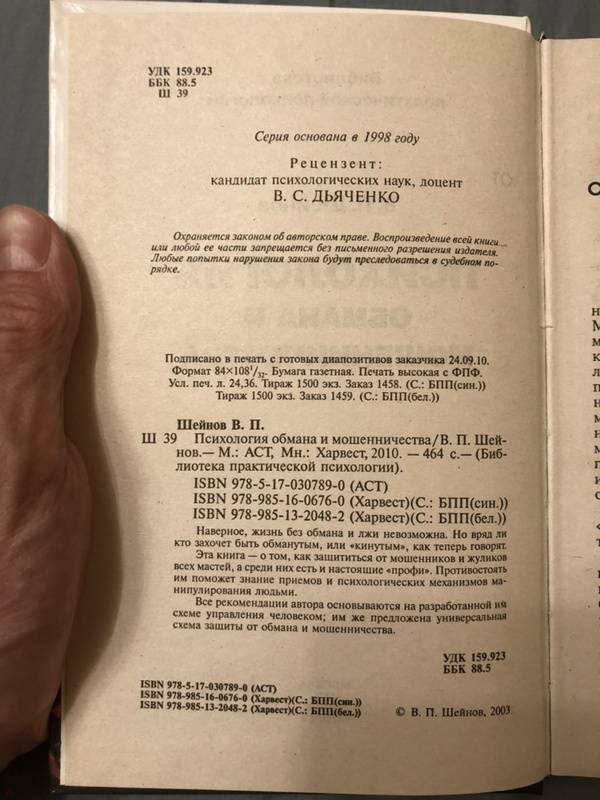 УДК 159.923
ББК 88.5
Ш 39
Серия основана в 1998 году
Рецензент:
кандидат психологических наук, доцент
В. С. ДЬЯЧЕНКО
Охраняется законом об авторском праве. Воспроизведение всей книги
или любой ее части запрещается без письменного разрешения издателя.
Любые попытки нарушения закона будут преследоваться в судебном по-
рядке.
Подписано в печать с готовых диапозитивов заказчика 24.09.10.
Формат 84×108¹/₃₂. Бумага газетная. Печать высокая с ФПФ.
Усл. печ. л. 24,36. Тираж 1500 экз. Заказ 1458. (С.: БПП(син.))
Тираж 1500 экз. Заказ 1459. (С.: БПП(бел.))
Шейнов В. П.
Ш 39 Психология обмана и мошенничества/В. П. Шей-
нов.— М.: АСТ, Мн.: Харвест, 2010. — 464 с.— (Биб-
лиотека практической психологии).
ISBN 978-5-17-030789-0 (АСТ)
ISBN 978-985-16-0676-0 (Харвест)(С.: БПП(син.))
ISBN 978-985-13-2048-2 (Харвест)(С.: БПП(бел.))
Наверное, жизнь без обмана и лжи невозможна. Но вряд ли
кто захочет быть обманутым, или «кинутым», как теперь говорят.
Эта книга — о том, как защититься от мошенников и жуликов
всех мастей, а среди них есть и настоящие «профи». Противостоять
им поможет знание приемов и психологических механизмов ма-
нипулирования людьми.
Все рекомендации автора основываются на разработанной им
схеме управления человеком; им же предложена универсальная
схема защиты от обмана и мошенничества.
УДК 159.923
ББК 88.5
ISBN 978-5-17-030789-0 (АСТ)
ISBN 978-985-16-0676-0 (Харвест)(С.: БПП(син.))
ISBN 978-985-13-2048-2 (Харвест)(С.: БПП(бел.))
© В. П. Шейнов, 2003